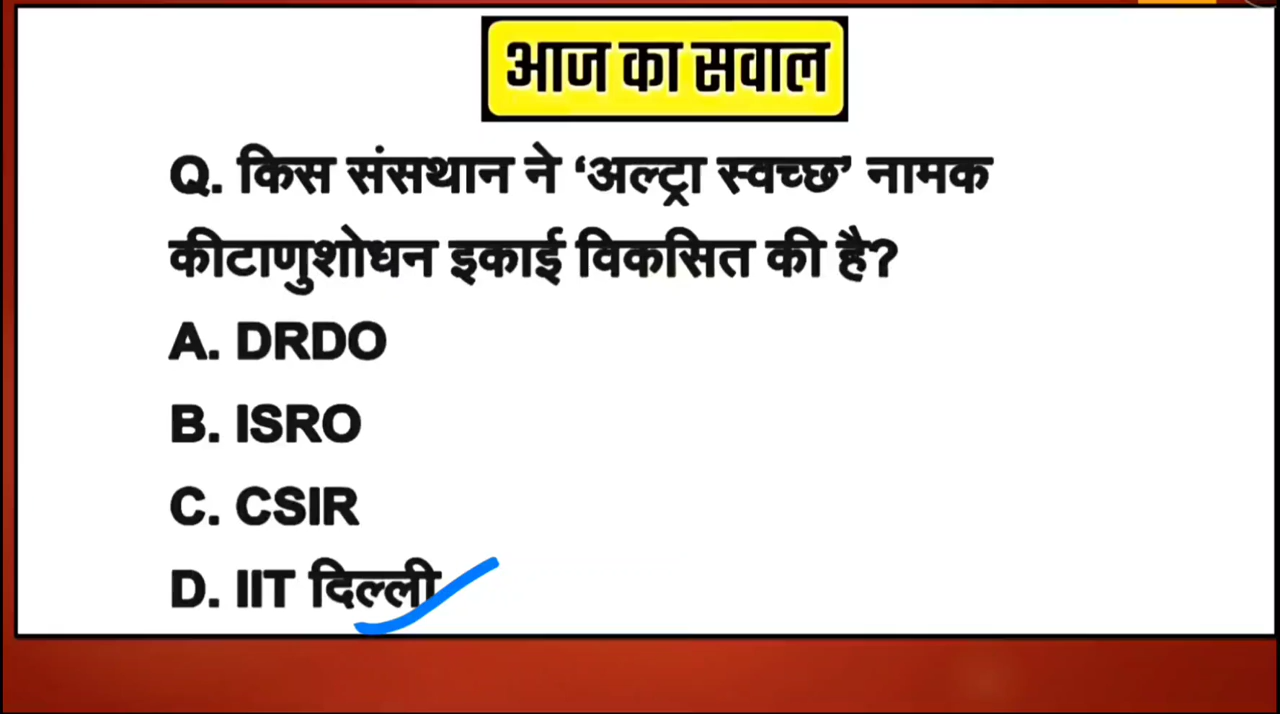 आज का सवाल
Q. किस संसथान ने ‘अल्ट्रा स्वच्छ’ नामक
कीटाणुशोधन इकाई विकसित की है?
A. DRDO
B. ISRO
C. CSIR
D. IIT दिल्ली